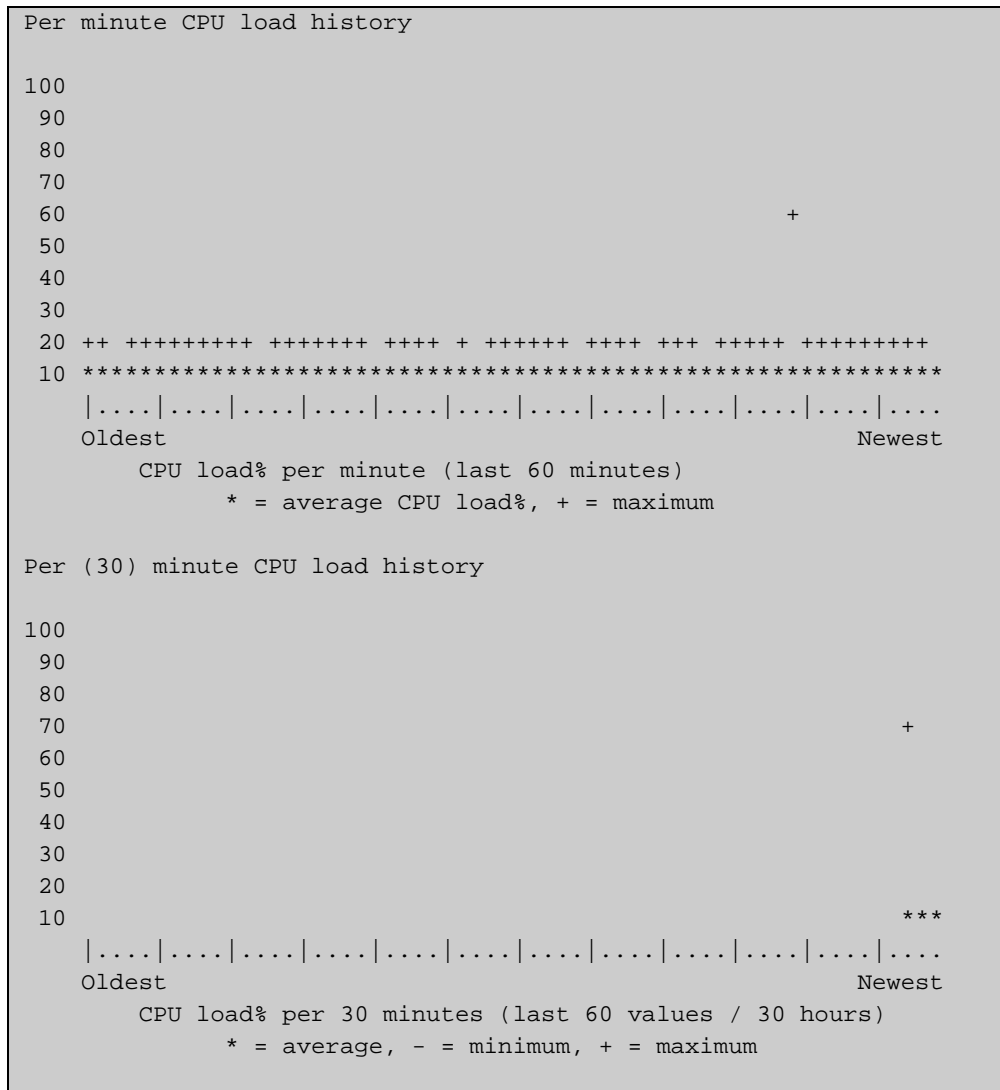 Per minute CPU load history
100
90
80
70
60                                                  +
50
40
30
20 ++ +++++++++ +++++++ ++++ + ++++++ ++++ +++ +++++ +++++++++
10 ************************************************************
|....|....|....|....|....|....|....|....|....|....|....|....
Oldest                                                Newest
CPU load% per minute (last 60 minutes)
* = average CPU load%, + = maximum
Per (30) minute CPU load history
100
90
80
70                                                          +
60
50
40
30
20
10                                                          ***
|....|....|....|....|....|....|....|....|....|....|....|....
Oldest                                                Newest
CPU load% per 30 minutes (last 60 values / 30 hours)
* = average, - = minimum, + = maximum